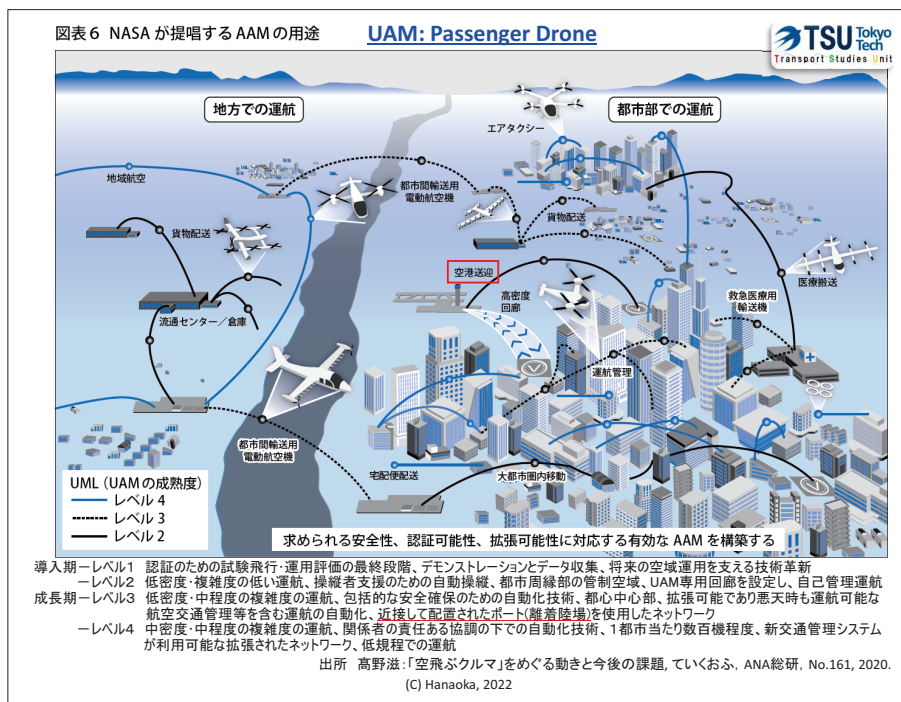 図表6 NASAが提唱するAAMの用途
UAM: Passenger Drone
TSU Tokyo Tech
Transport Studies Unit
地方での運航
都市部での運航
エアタクシー
地域航空
都市間輸送用
電動航空機
貨物配送
貨物配送
医療搬送
空港送迎
高密度
回廊
救急医療用
輸送機
流通センター/倉庫
運航管理
都市間輸送用
電動航空機
宅配便配送
大都市圏内移動
UML(UAMの成熟度)
レベル4
レベル3
レベル2
求められる安全性、認証可能性、拡張可能性に対応する有効なAAMを構築する
導入期-レベル1 認証のための試験飛行・運用評価の最終段階、デモンストレーションとデータ収集、将来の空域運用を支える技術革新
-レベル2 低密度・複雑度の低い運航、操縦者支援のための自動操縦、都市周縁部の管制空域、UAM専用回廊を設定し、自己管理運航
成長期-レベル3 低密度・中程度の複雑度の運航、包括的な安全確保のための自動化技術、都心中心部、拡張可能であり悪天時も運航可能な
航空交通管理等を含む運航の自動化、近接して配置されたポート(離着陸場)を使用したネットワーク
-レベル4 中密度・中程度の複雑度の運航、関係者の責任ある協調の下での自動化技術、1都市当たり数百機程度、新交通管理システム
が利用可能な拡張されたネットワーク、低規程での運航
出所 髙野滋:「空飛ぶクルマ」をめぐる動きと今後の課題, ていくおふ, ANA総研, No.161, 2020.
(C) Hanaoka, 2022